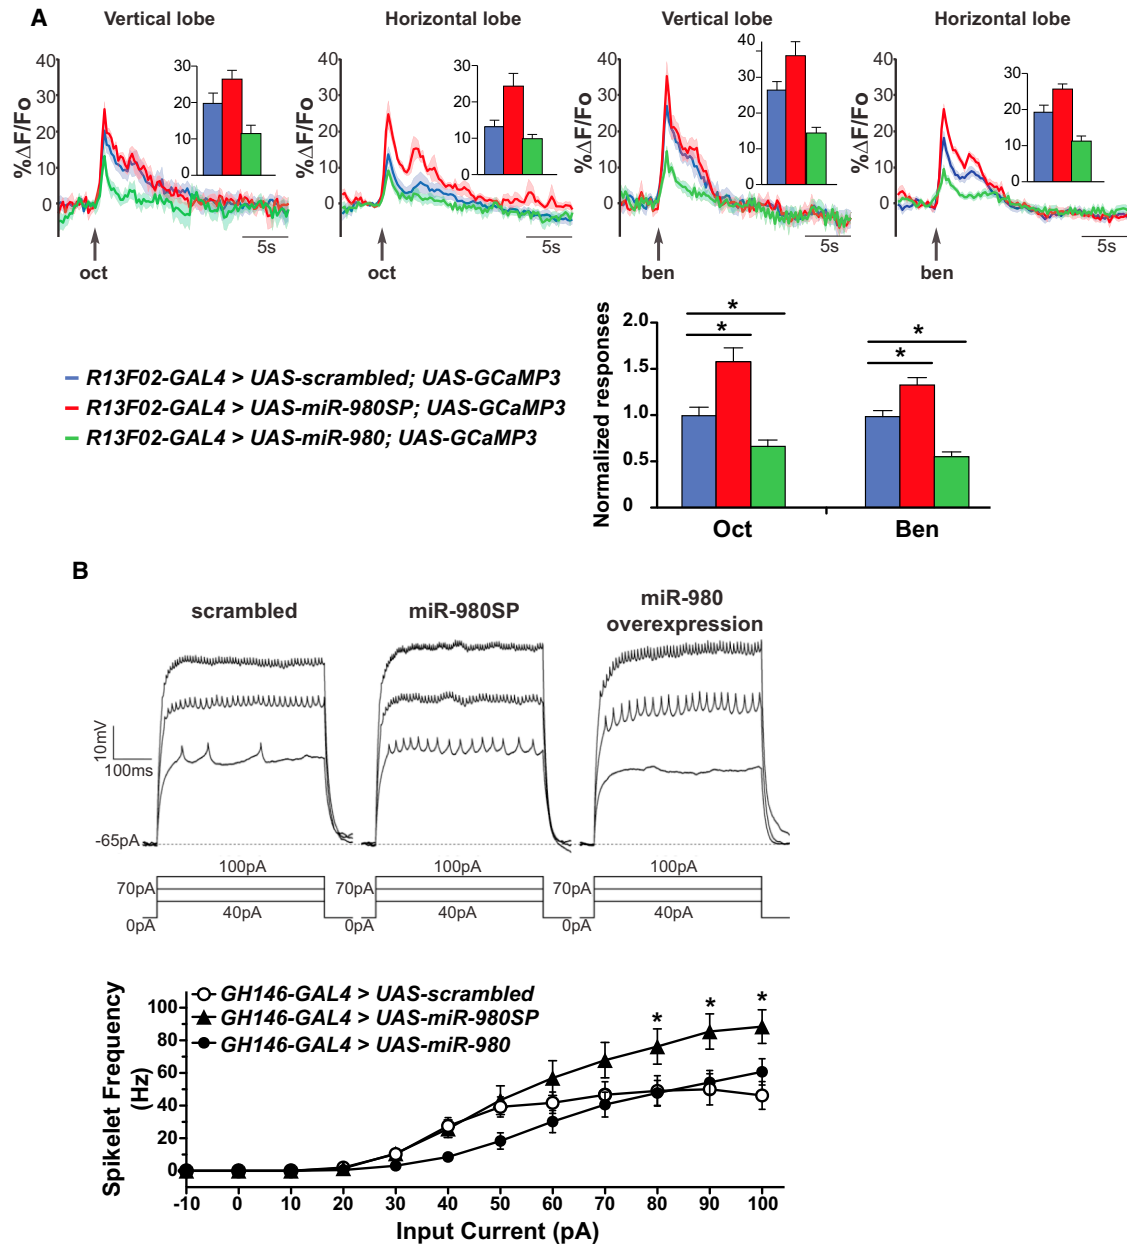 A
Vertical lobe
Horizontal lobe
Vertical lobe
Horizontal lobe
%ΔF/Fo
40
30
20
10
0
30
20
10
0
5s
oct
%ΔF/Fo
40
30
20
10
0
30
20
10
0
5s
oct
%ΔF/Fo
40
30
20
10
0
40
30
20
10
0
5s
ben
%ΔF/Fo
40
30
20
10
0
30
20
10
0
5s
ben
R13F02-GAL4 > UAS-scrambled; UAS-GCaMP3
R13F02-GAL4 > UAS-miR-980SP; UAS-GCaMP3
R13F02-GAL4 > UAS-miR-980; UAS-GCaMP3
Normalized responses
2.0
1.5
1.0
0.5
0
*
*
*
*
Oct
Ben
B
scrambled
miR-980SP
miR-980
overexpression
10mV
100ms
-65pA
100pA
70pA
40pA
0pA
100pA
70pA
40pA
0pA
100pA
70pA
40pA
0pA
Spikelet Frequency
(Hz)
100
80
60
40
20
0
GH146-GAL4 > UAS-scrambled
GH146-GAL4 > UAS-miR-980SP
GH146-GAL4 > UAS-miR-980
* * *
-10 0 10 20 30 40 50 60 70 80 90 100
Input Current (pA)